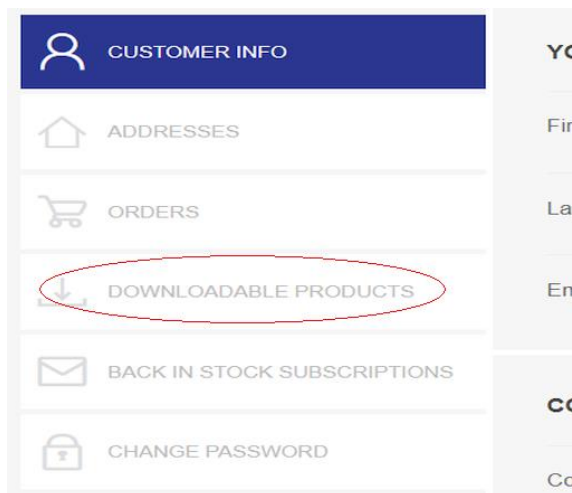 CUSTOMER INFO
ADDRESSES
ORDERS
DOWNLOADABLE PRODUCTS
BACK IN STOCK SUBSCRIPTIONS
CHANGE PASSWORD